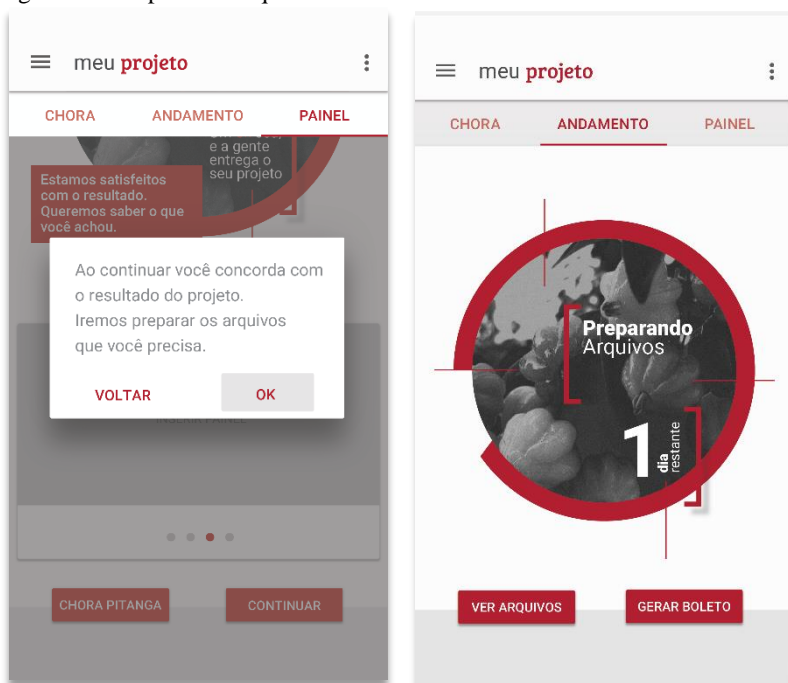 meu projeto
CHORA ANDAMENTO PAINEL
e a gente
entrega o
seu projeto
Estamos satisfeitos
com o resultado.
Queremos saber o que
você achou.
Ao continuar você concorda com
o resultado do projeto.
Iremos preparar os arquivos
que você precisa.
VOLTAR OK
INSERIR PAINEL
CHORA PITANGA CONTINUAR
meu projeto
CHORA ANDAMENTO PAINEL
Preparando
Arquivos
1 dia
restante
VER ARQUIVOS GERAR BOLETO